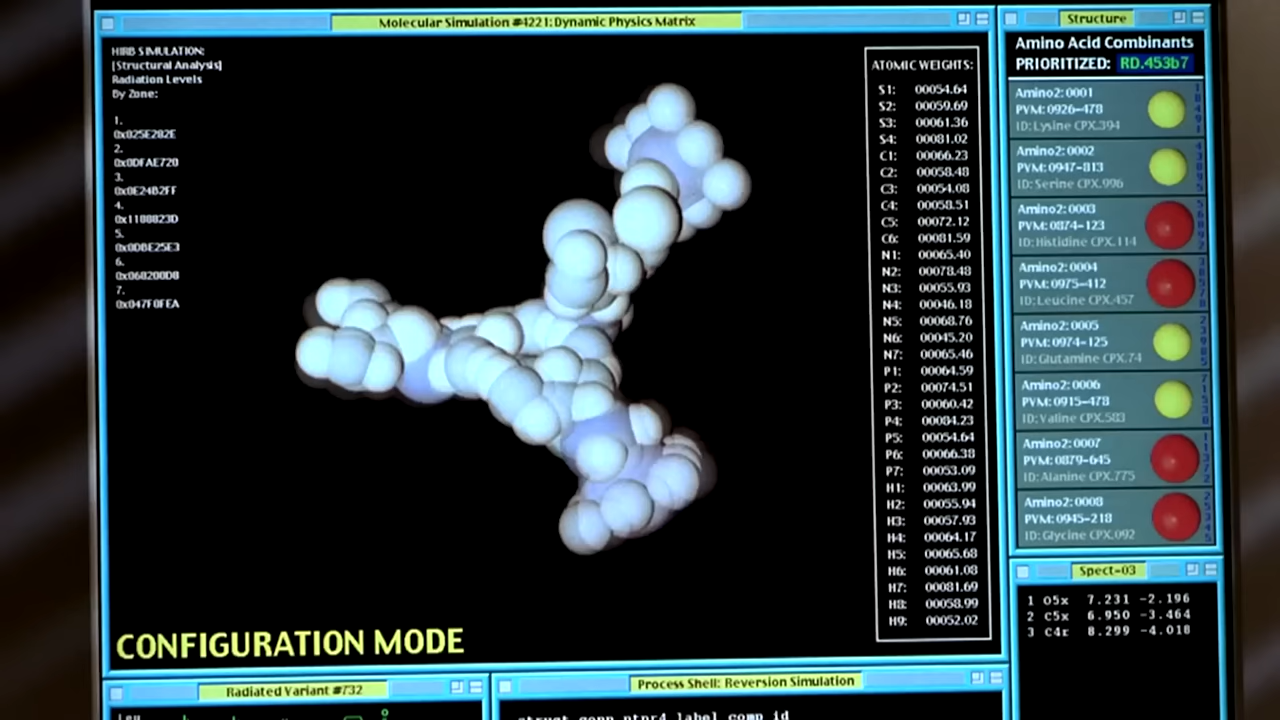 Molecular Simulation #4221: Dynamic Physics Matrix
HIRB SIMULATION:
[Structural Analysis]
Radiation Levels
By Zone:
1.
0x025E282E
2.
0x0DFAE720
3.
0x0E24B2FF
4.
0x1188823D
5.
0x0DBE25E3
6.
0x068200D8
7.
0x047F0FEA
CONFIGURATION MODE
ATOMIC WEIGHTS:
S1: 00054.64
S2: 00059.69
S3: 00061.36
S4: 00081.02
C1: 00066.23
C2: 00058.48
C3: 00054.08
C4: 00058.51
C5: 00072.12
C6: 00081.59
N1: 00065.40
N2: 00078.48
N3: 00055.93
N4: 00046.18
N5: 00068.76
N6: 00045.20
N7: 00065.46
P1: 00064.59
P2: 00074.51
P3: 00060.42
P4: 00084.23
P5: 00054.64
P6: 00066.38
P7: 00053.09
H1: 00063.99
H2: 00055.94
H3: 00057.93
H4: 00064.17
H5: 00065.68
H6: 00061.08
H7: 00081.69
H8: 00058.99
H9: 00052.02
Structure
Amino Acid Combinants
PRIORITIZED: RD.453b7
Amino2: 0001
PVM: 0926-478
ID: Lysine CPX.394
Amino2: 0002
PVM: 0947-813
ID: Serine CPX.996
Amino2: 0003
PVM: 0874-123
ID: Histidine CPX.114
Amino2: 0004
PVM: 0975-412
ID: Leucine CPX.457
Amino2: 0005
PVM: 0974-125
ID: Glutamine CPX.74
Amino2: 0006
PVM: 0915-478
ID: Valine CPX.583
Amino2: 0007
PVM: 0879-645
ID: Alanine CPX.775
Amino2: 0008
PVM: 0945-218
ID: Glycine CPX.092
Spect-03
1 O5x 7.231 -2.196
2 C5x 6.950 -3.464
3 C4r 8.299 -4.018
Radiated Variant #732
Process Shell: Reversion Simulation
struct_conn_ptnr4_label_comp_id